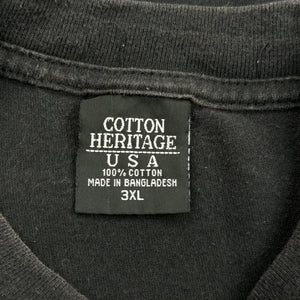 COTTON
HERITAGE
USA
100% COTTON
MADE IN BANGLADESH
3XL